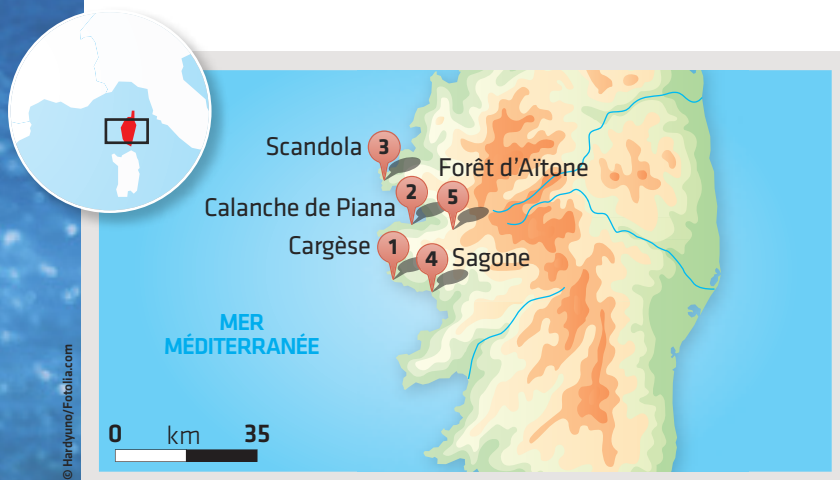 Scandola
3
Forêt d'Aïtone
2
5
Calanche de Piana
Cargèse
1
4
Sagone
MER
MÉDITERRANÉE
0 km 35
© Hardyuno/Fotolia.com